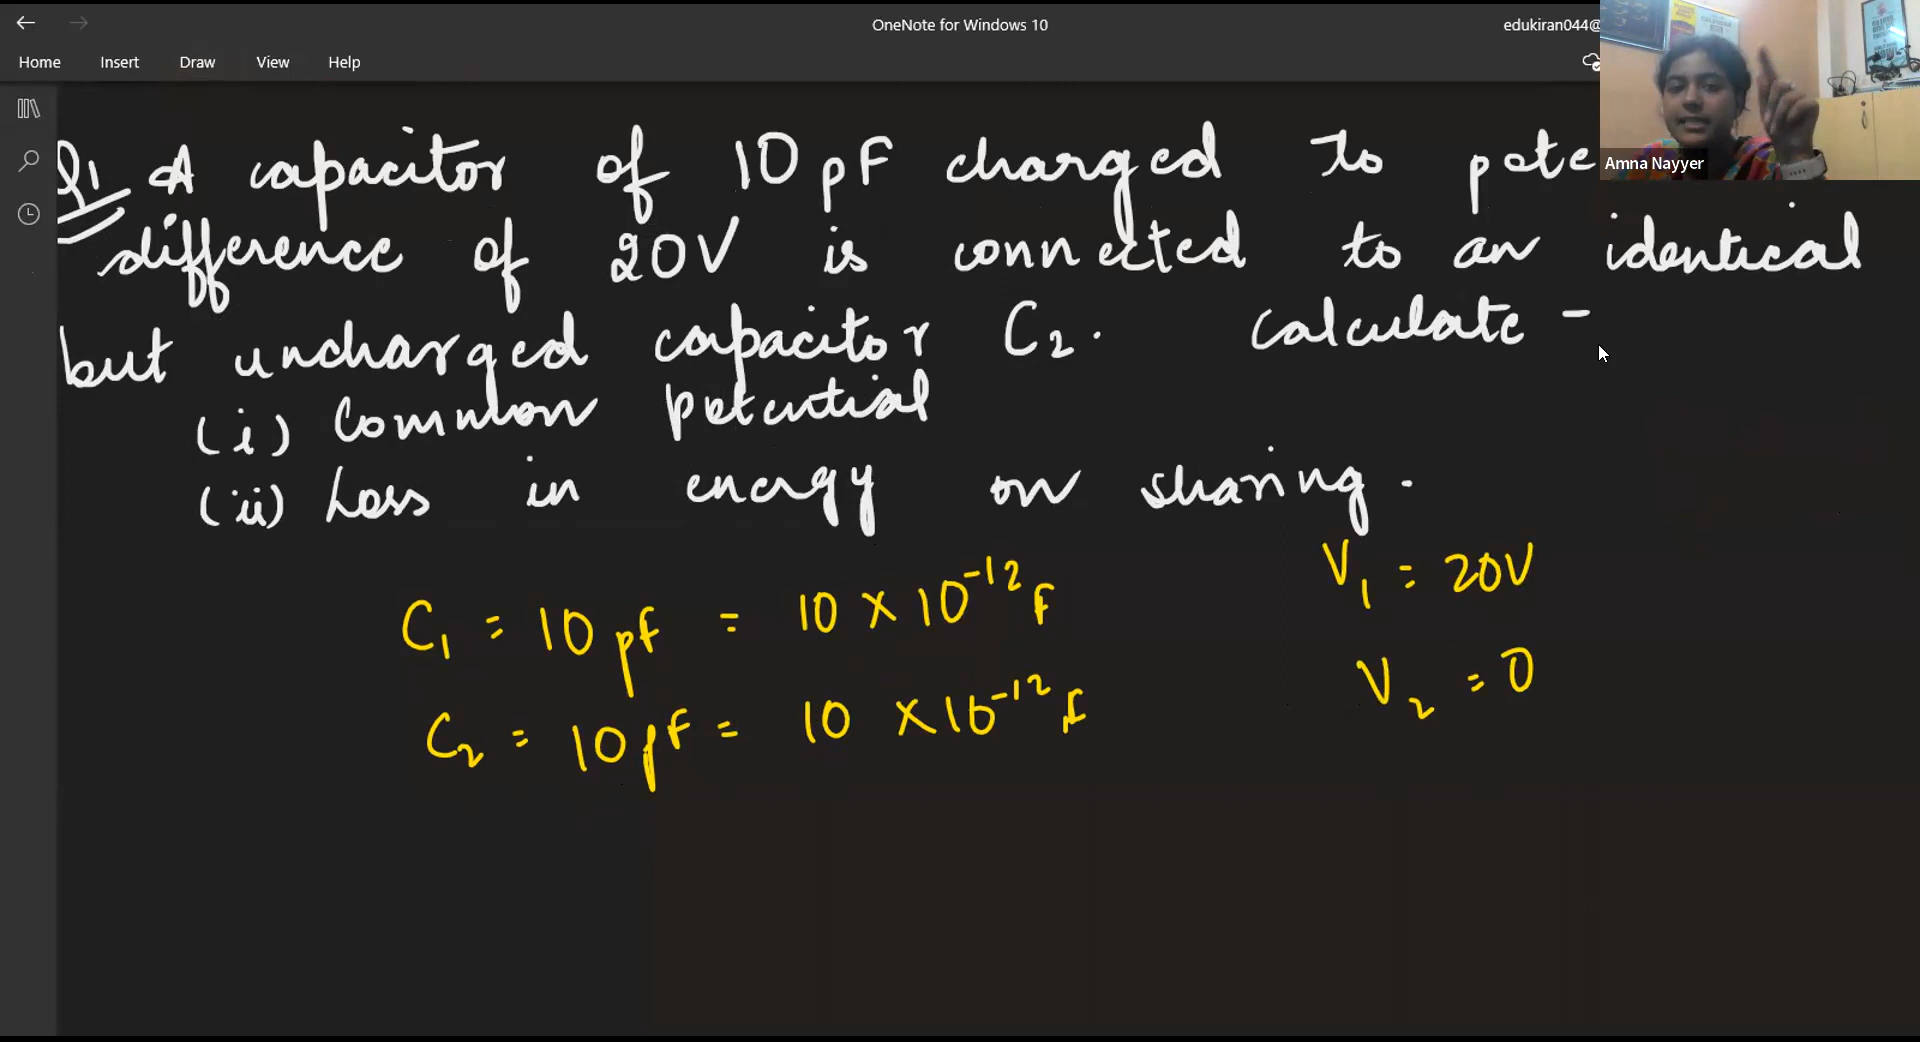 OneNote for Windows 10
edukiran044@
Home Insert Draw View Help
Amna Nayyer
Q1 A capacitor of 10 pF charged to pote
difference of 20V is connected to an identical
but uncharged capacitor C₂. Calculate -
(i) Common potential
(ii) Loss in energy on sharing.
C₁ = 10 pf = 10 × 10⁻¹² f
V₁ = 20V
C₂ = 10 pF = 10 × 10⁻¹² f
V₂ = 0